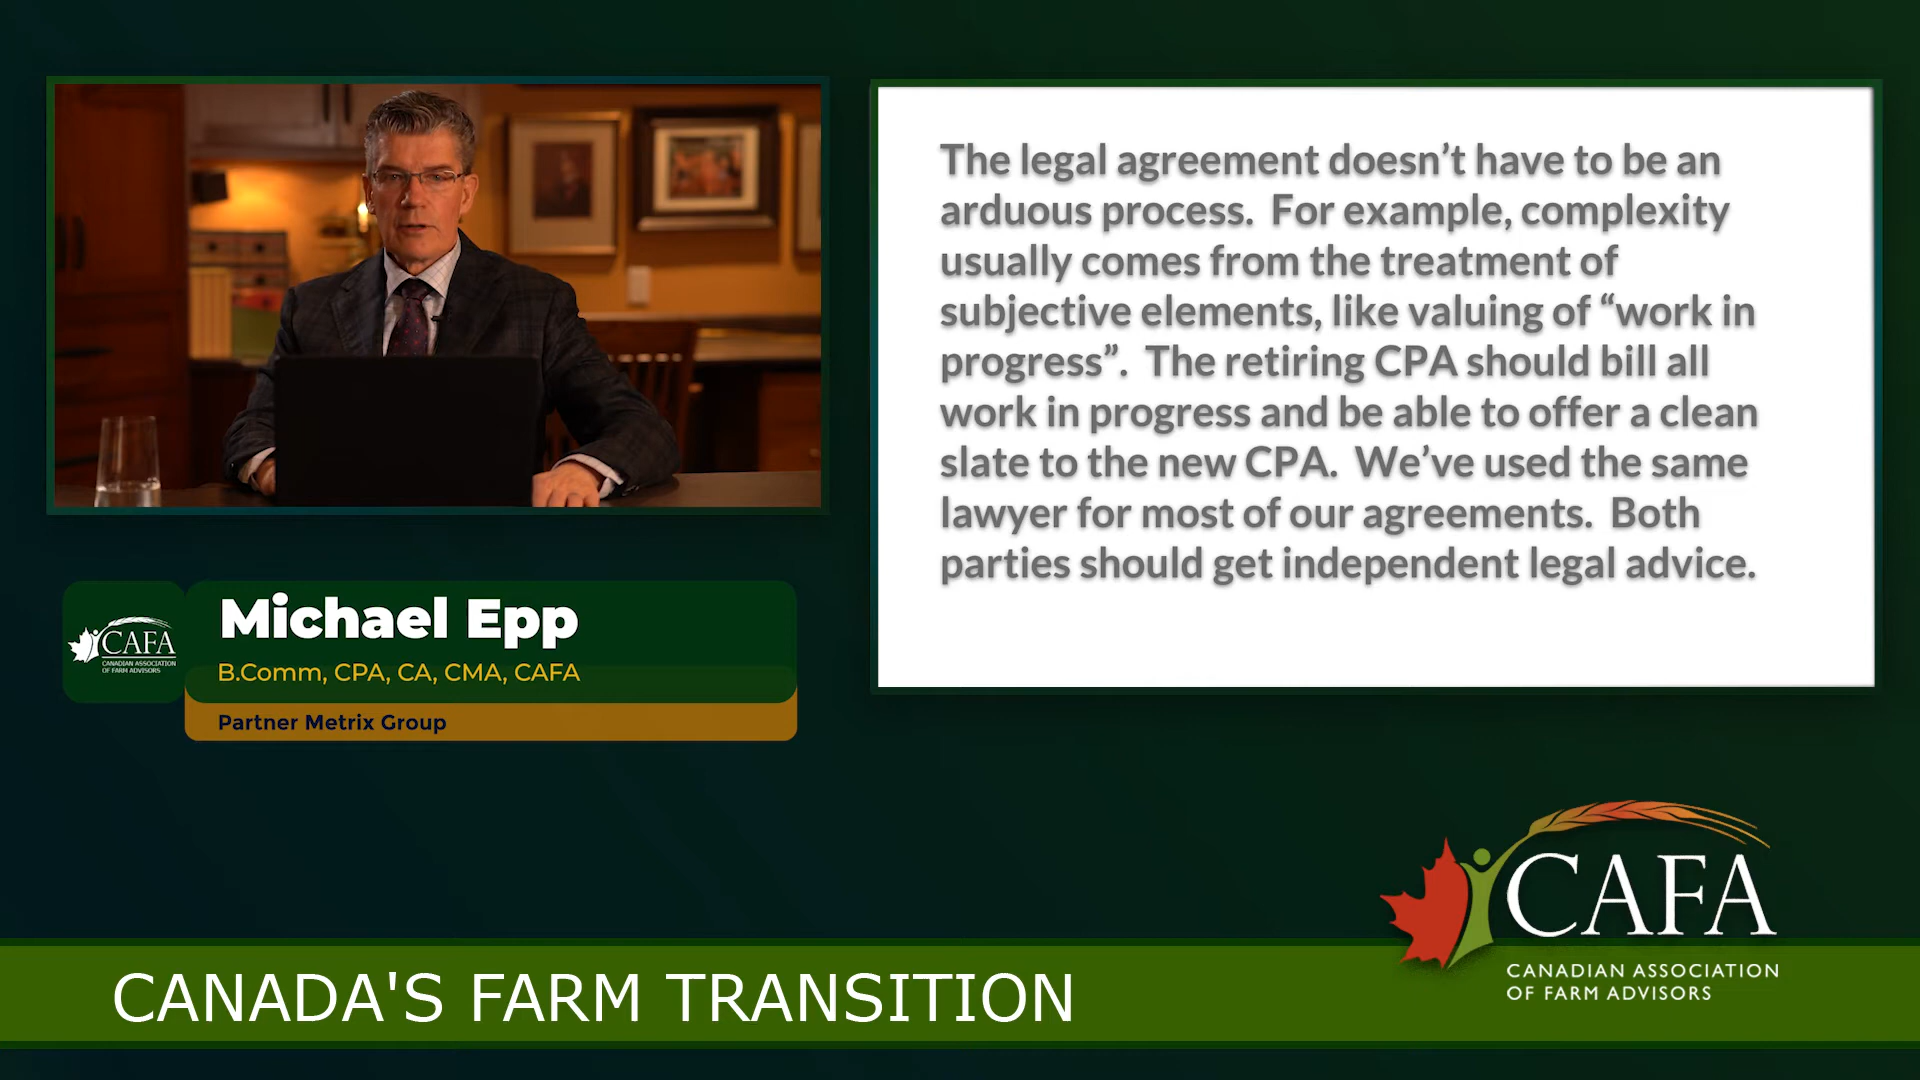 The legal agreement doesn’t have to be an
arduous process.  For example, complexity
usually comes from the treatment of
subjective elements, like valuing of “work in
progress”.  The retiring CPA should bill all
work in progress and be able to offer a clean
slate to the new CPA.  We’ve used the same
lawyer for most of our agreements.  Both
parties should get independent legal advice.
CAFA
CANADIAN ASSOCIATION
OF FARM ADVISORS
Michael Epp
B.Comm, CPA, CA, CMA, CAFA
Partner Metrix Group
CAFA
CANADIAN ASSOCIATION
OF FARM ADVISORS
CANADA'S FARM TRANSITION